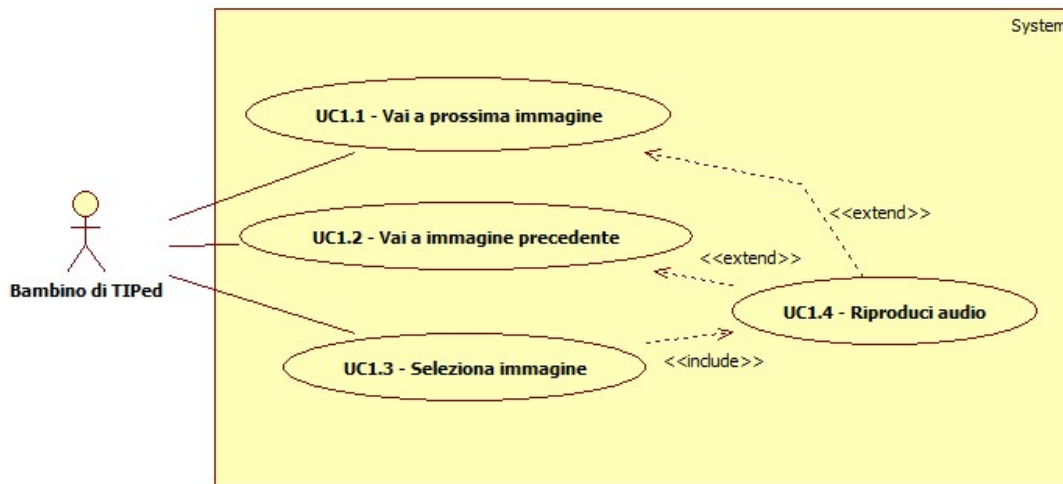 System
UC1.1 - Vai a prossima immagine
<<extend>>
UC1.2 - Vai a immagine precedente
<<extend>>
Bambino di TIPed
UC1.4 - Riproduci audio
UC1.3 - Seleziona immagine
<<include>>